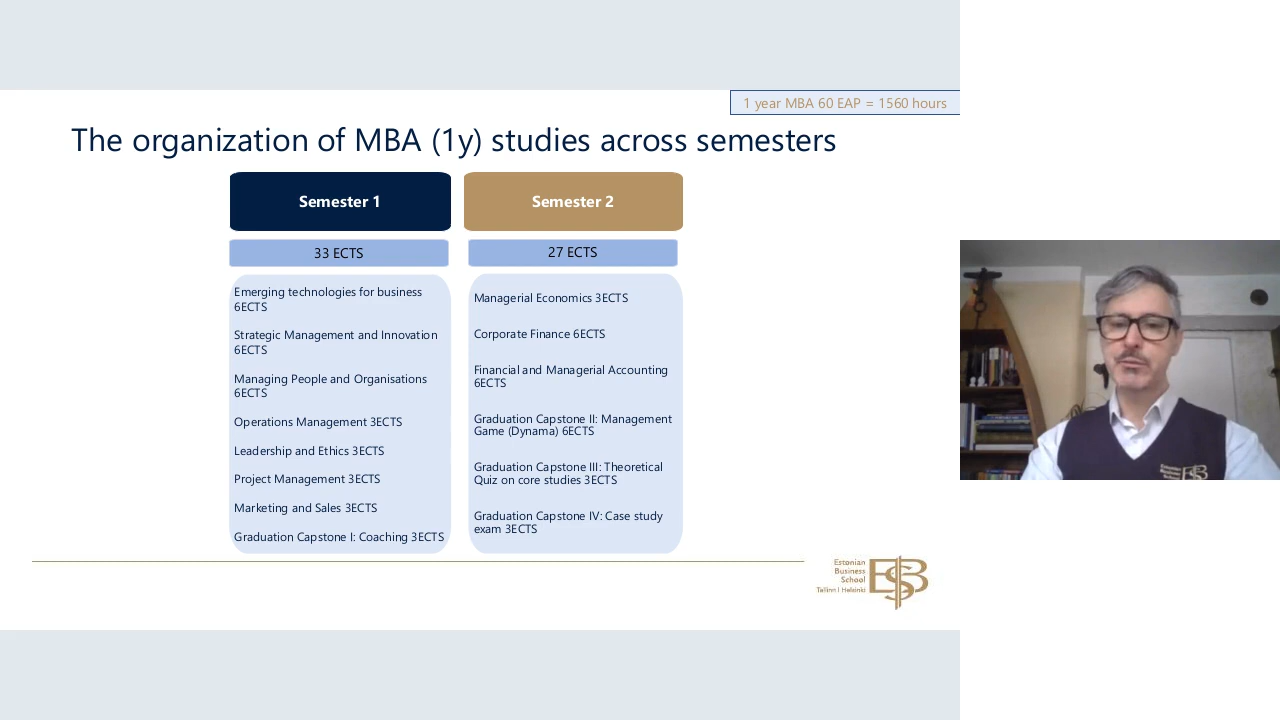 1 year MBA 60 EAP = 1560 hours
The organization of MBA (1y) studies across semesters
Semester 1
33 ECTS
Emerging technologies for business
6ECTS
Strategic Management and Innovation
6ECTS
Managing People and Organisations
6ECTS
Operations Management 3ECTS
Leadership and Ethics 3ECTS
Project Management 3ECTS
Marketing and Sales 3ECTS
Graduation Capstone I: Coaching 3ECTS
Semester 2
27 ECTS
Managerial Economics 3ECTS
Corporate Finance 6ECTS
Financial and Managerial Accounting
6ECTS
Graduation Capstone II: Management
Game (Dynama) 6ECTS
Graduation Capstone III: Theoretical
Quiz on core studies 3ECTS
Graduation Capstone IV: Case study
exam 3ECTS
Estonian
Business
School
Tallinn | Helsinki
EBS
Estonian
Business
School
EBS